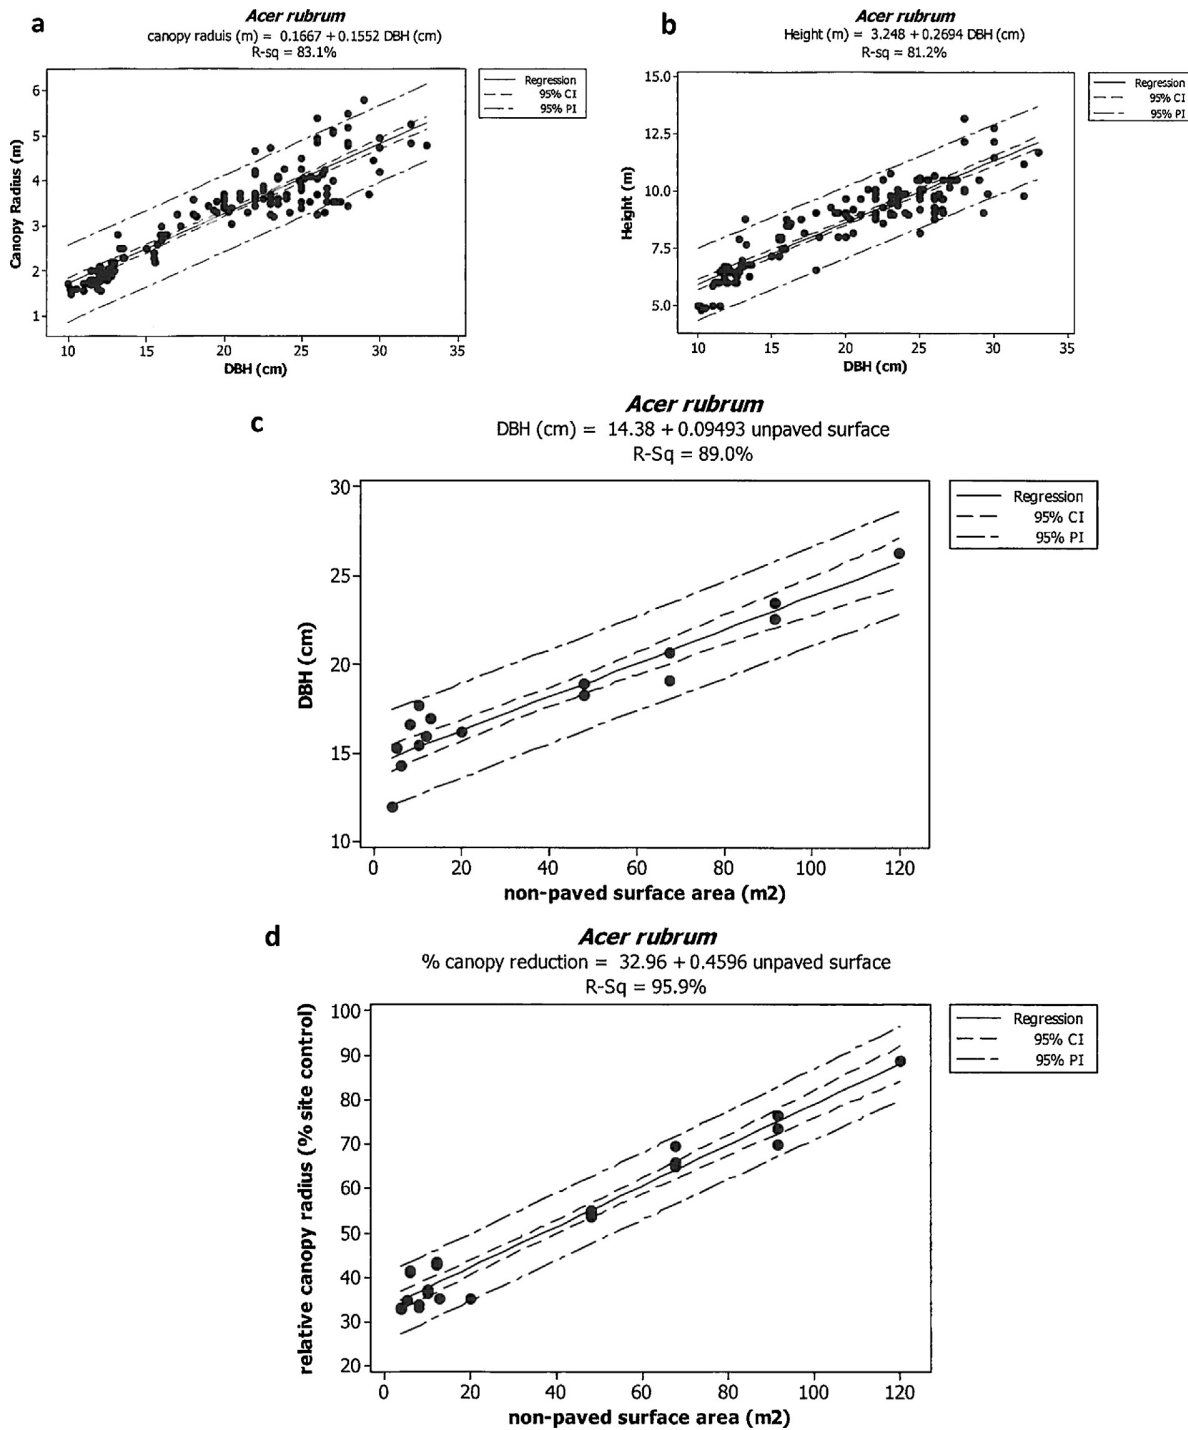 a
Acer rubrum
canopy raduis (m) = 0.1667 + 0.1552 DBH (cm)
R-sq = 83.1%
Regression
95% CI
95% PI
Canopy Radius (m)
6
5
4
3
2
1
10 15 20 25 30 35
DBH (cm)
b
Acer rubrum
Height (m) = 3.248 + 0.2694 DBH (cm)
R-sq = 81.2%
Regression
95% CI
95% PI
Height (m)
15.0
12.5
10.0
7.5
5.0
10 15 20 25 30 35
DBH (cm)
c
Acer rubrum
DBH (cm) = 14.38 + 0.09493 unpaved surface
R-Sq = 89.0%
Regression
95% CI
95% PI
DBH (cm)
30
25
20
15
10
0 20 40 60 80 100 120
non-paved surface area (m2)
d
Acer rubrum
% canopy reduction = 32.96 + 0.4596 unpaved surface
R-Sq = 95.9%
Regression
95% CI
95% PI
relative canopy radius (% site control)
100
90
80
70
60
50
40
30
20
0 20 40 60 80 100 120
non-paved surface area (m2)